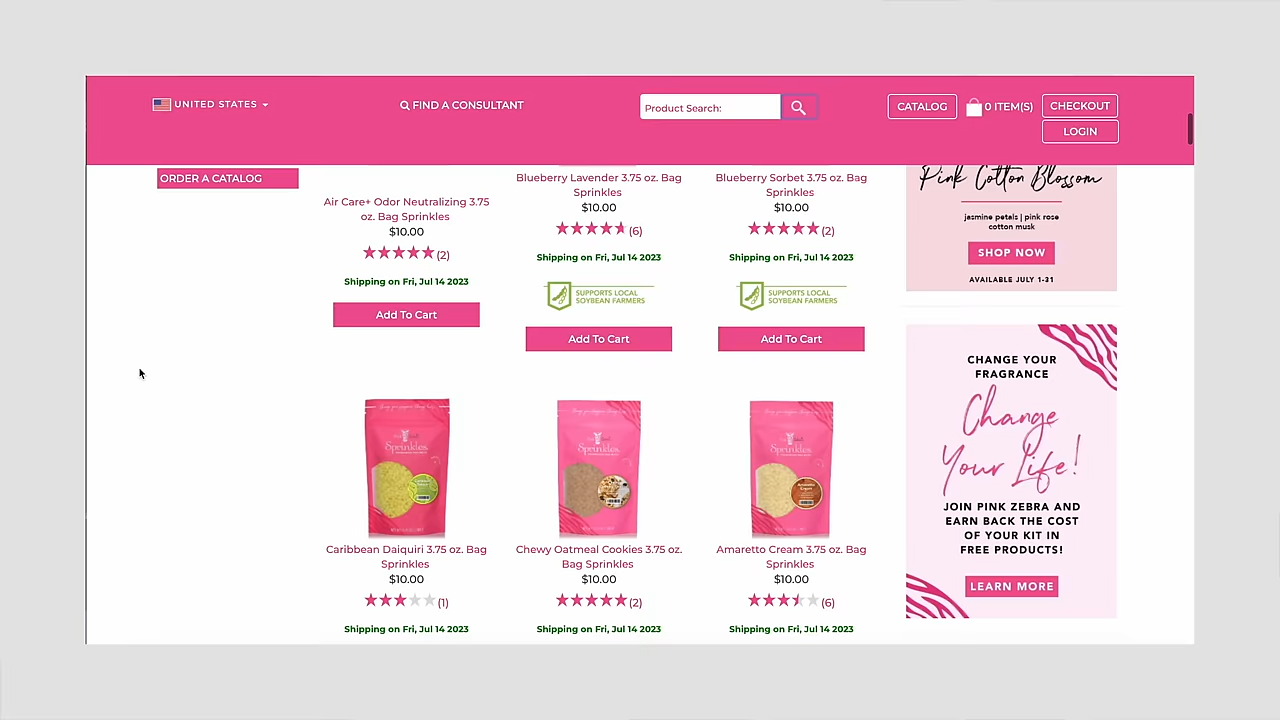 UNITED STATES
FIND A CONSULTANT
Product Search:
CATALOG
0 ITEM(S)
CHECKOUT
LOGIN
ORDER A CATALOG
Air Care+ Odor Neutralizing 3.75
oz. Bag Sprinkles
$10.00
(2)
Shipping on Fri, Jul 14 2023
Add To Cart
Blueberry Lavender 3.75 oz. Bag
Sprinkles
$10.00
(6)
Shipping on Fri, Jul 14 2023
SUPPORTS LOCAL
SOYBEAN FARMERS
Add To Cart
Blueberry Sorbet 3.75 oz. Bag
Sprinkles
$10.00
(2)
Shipping on Fri, Jul 14 2023
SUPPORTS LOCAL
SOYBEAN FARMERS
Add To Cart
Sprinkles
Caribbean Daiquiri 3.75 oz. Bag
Sprinkles
$10.00
(1)
Shipping on Fri, Jul 14 2023
Sprinkles
Chewy Oatmeal Cookies 3.75 oz.
Bag Sprinkles
$10.00
(2)
Shipping on Fri, Jul 14 2023
Sprinkles
Amaretto Cream 3.75 oz. Bag
Sprinkles
$10.00
(6)
Shipping on Fri, Jul 14 2023
Pink Cotton Blossom
jasmine petals | pink rose
cotton musk
SHOP NOW
AVAILABLE JULY 1-31
CHANGE YOUR
FRAGRANCE
Change
Your Life!
JOIN PINK ZEBRA AND
EARN BACK THE COST
OF YOUR KIT IN
FREE PRODUCTS!
LEARN MORE